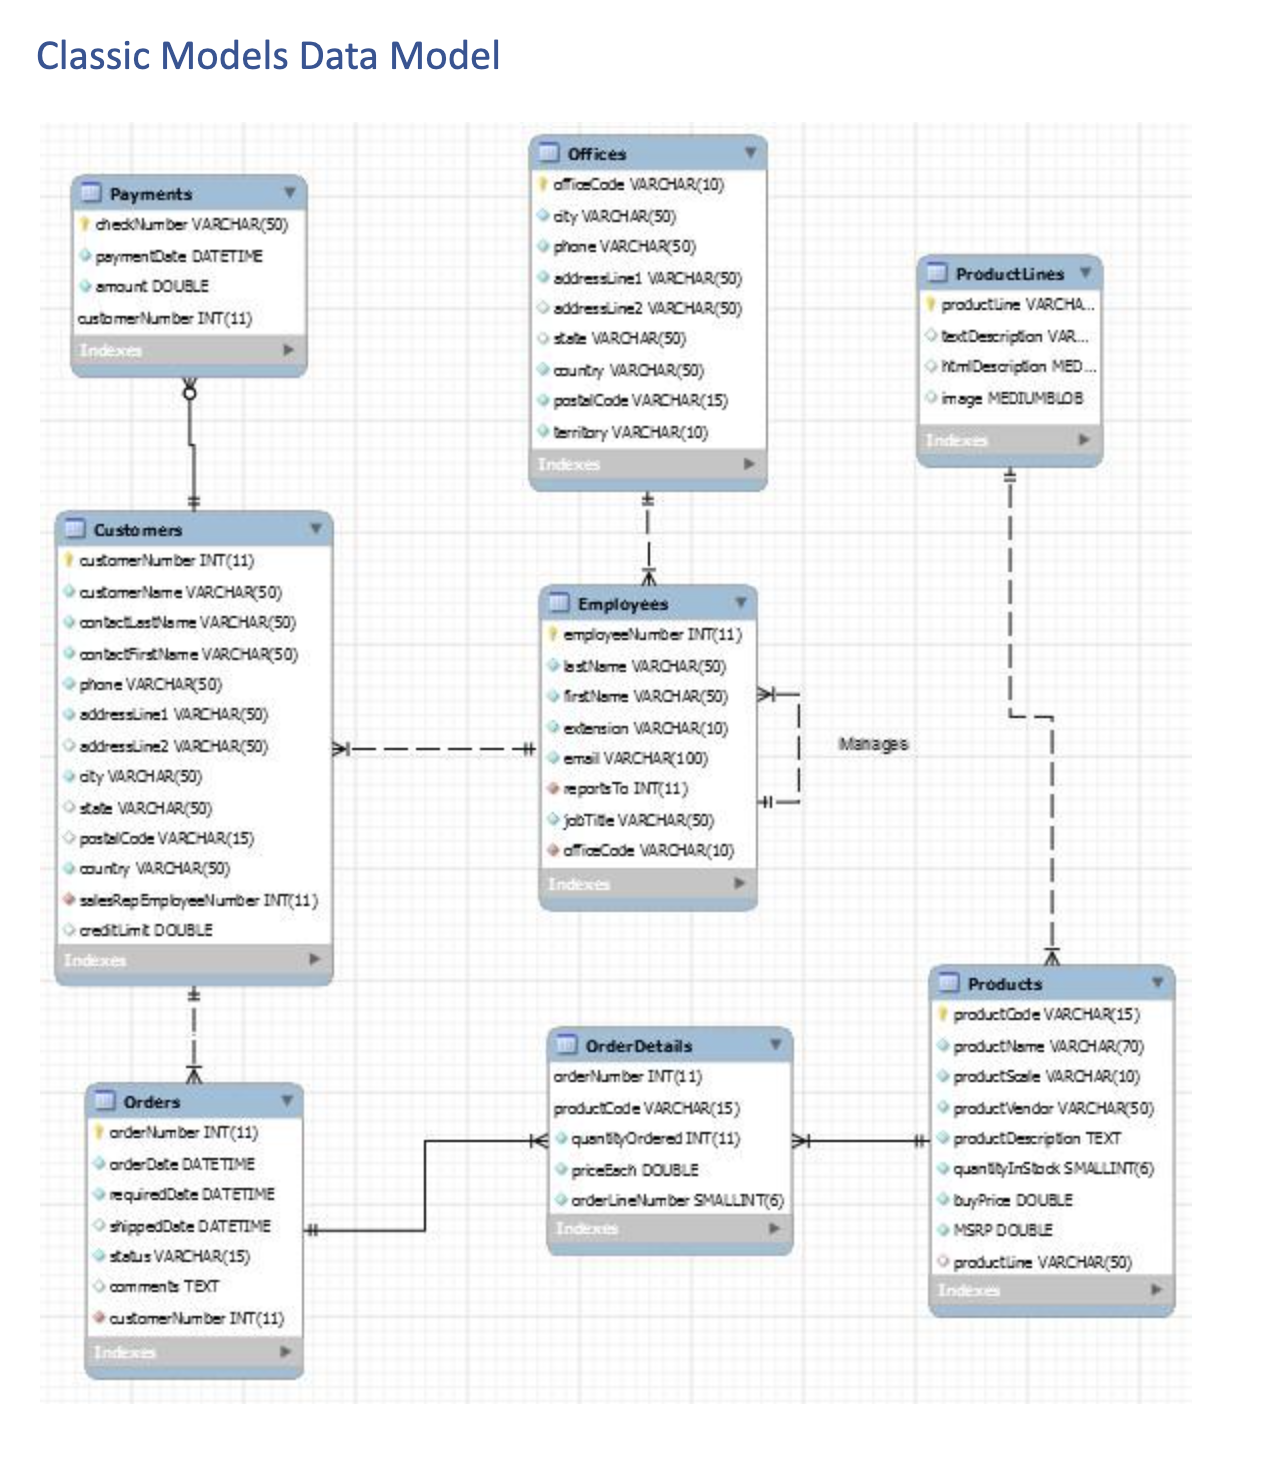 Classic Models Data Model
Payments
checkNumber VARCHAR(50)
paymentDate DATETIME
amount DOUBLE
customerNumber INT(11)
Indexes
Offices
officeCode VARCHAR(10)
city VARCHAR(50)
phone VARCHAR(50)
addressLine1 VARCHAR(50)
addressLine2 VARCHAR(50)
state VARCHAR(50)
country VARCHAR(50)
postalCode VARCHAR(15)
territory VARCHAR(10)
Indexes
ProductLines
productLine VARCHA...
textDescription VAR...
htmlDescription MED...
image MEDIUMBLOB
Indexes
Customers
customerNumber INT(11)
customerName VARCHAR(50)
contactLastName VARCHAR(50)
contactFirstName VARCHAR(50)
phone VARCHAR(50)
addressLine1 VARCHAR(50)
addressLine2 VARCHAR(50)
city VARCHAR(50)
state VARCHAR(50)
postalCode VARCHAR(15)
country VARCHAR(50)
salesRepEmployeeNumber INT(11)
creditLimit DOUBLE
Indexes
Employees
employeeNumber INT(11)
lastName VARCHAR(50)
firstName VARCHAR(50)
extension VARCHAR(10)
email VARCHAR(100)
reportsTo INT(11)
jobTitle VARCHAR(50)
officeCode VARCHAR(10)
Indexes
Manages
Orders
orderNumber INT(11)
orderDate DATETIME
requiredDate DATETIME
shippedDate DATETIME
status VARCHAR(15)
comments TEXT
customerNumber INT(11)
Indexes
OrderDetails
orderNumber INT(11)
productCode VARCHAR(15)
quantityOrdered INT(11)
priceEach DOUBLE
orderLineNumber SMALLINT(6)
Indexes
Products
productCode VARCHAR(15)
productName VARCHAR(70)
productScale VARCHAR(10)
productVendor VARCHAR(50)
productDescription TEXT
quantityInStock SMALLINT(6)
buyPrice DOUBLE
MSRP DOUBLE
productLine VARCHAR(50)
Indexes